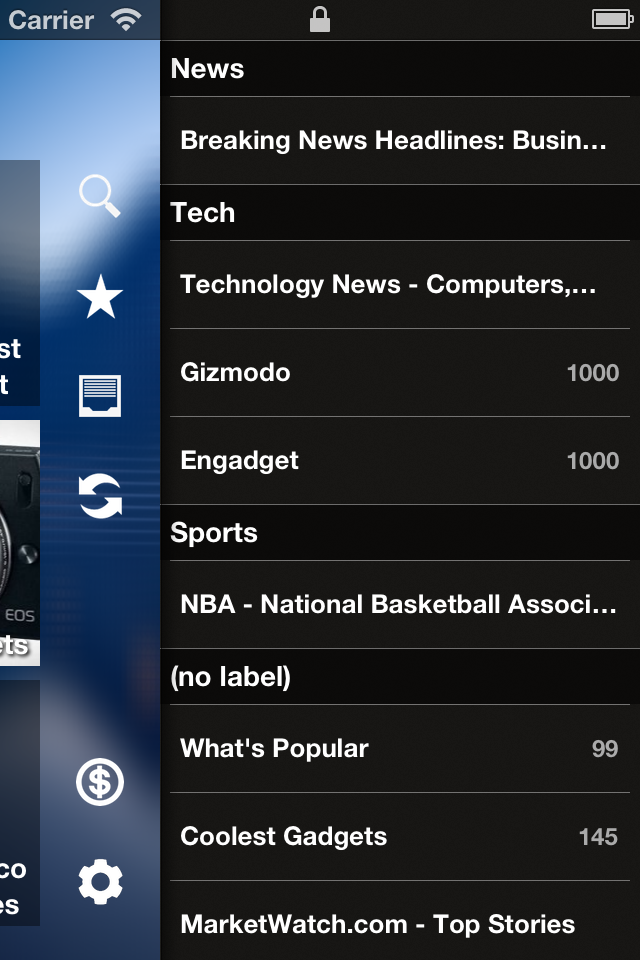 Carrier
News
Breaking News Headlines: Busin...
Tech
Technology News - Computers,...
Gizmodo 1000
Engadget 1000
Sports
NBA - National Basketball Associ...
(no label)
What's Popular 99
Coolest Gadgets 145
MarketWatch.com - Top Stories
st
t
EOS
ets
$
co
es